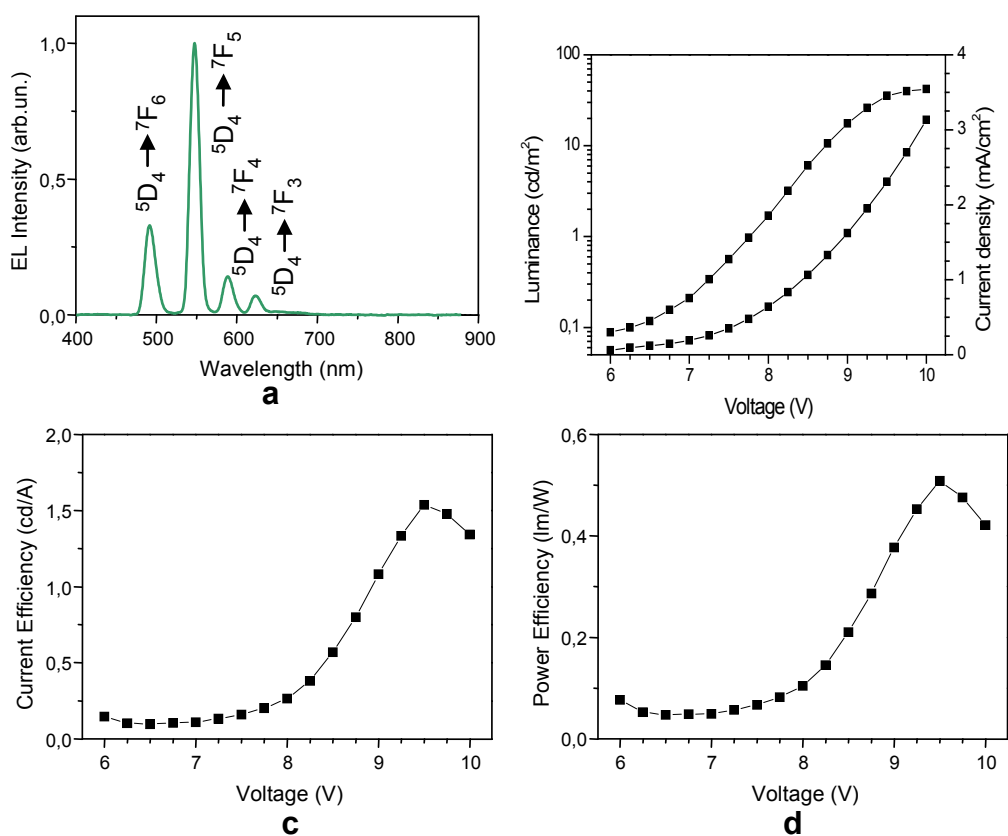 1,0
0,5
0,0
EL Intensity (arb.un.)
⁵D₄ → ⁷F₆
⁵D₄ → ⁷F₅
⁵D₄ → ⁷F₄
⁵D₄ → ⁷F₃
400 500 600 700 800 900
Wavelength (nm)
a
100
10
1
0,1
Luminance (cd/m²)
4
3
2
1
0
Current density (mA/cm²)
6 7 8 9 10
Voltage (V)
2,0
1,5
1,0
0,5
0,0
Current Efficiency (cd/A)
6 7 8 9 10
Voltage (V)
c
0,6
0,4
0,2
0,0
Power Efficiency (lm/W)
6 7 8 9 10
Voltage (V)
d